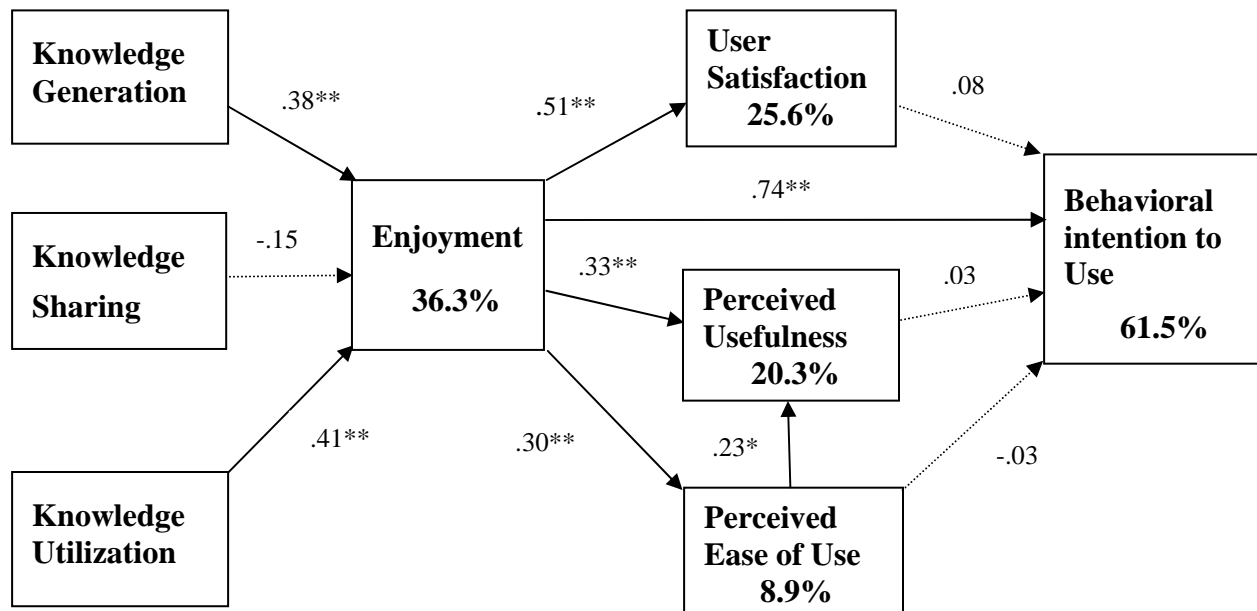 Knowledge
Generation
.38**
Knowledge
Sharing
-.15
Knowledge
Utilization
.41**
Enjoyment
36.3%
.51**
.74**
.33**
.30**
User
Satisfaction
25.6%
.08
Perceived
Usefulness
20.3%
.03
.23*
Perceived
Ease of Use
8.9%
-.03
Behavioral
intention to
Use
61.5%